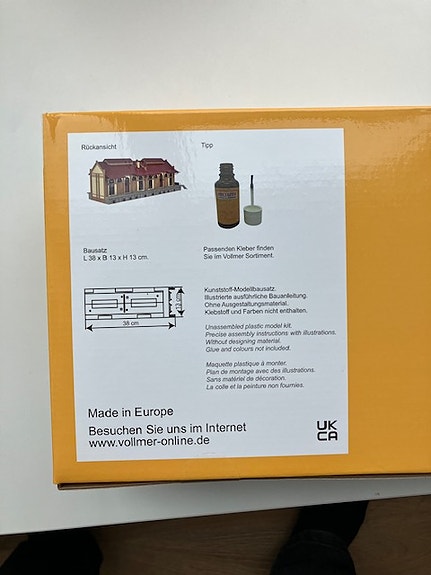 Rückansicht
Tipp
Bausatz
L 38 x B 13 x H 13 cm.
Passenden Kleber finden
Sie im Vollmer Sortiment.
38 cm
Kunststoff-Modellbausatz.
Illustrierte ausführliche Bauanleitung.
Ohne Ausgestaltungsmaterial.
Klebstoff und Farben nicht enthalten.
Unassembled plastic model kit.
Precise assembly instructions with illustrations.
Without designing material.
Glue and colours not included.
Maquette plastique à monter.
Plan de montage avec des illustrations.
Sans matériel de décoration.
La colle et la peinture non fournies.
Made in Europe
Besuchen Sie uns im Internet
www.vollmer-online.de
UK
CA